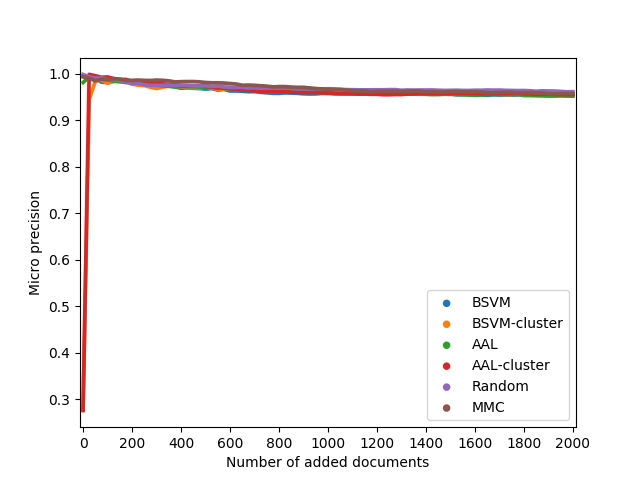 1.0
0.9
0.8
0.7
0.6
0.5
0.4
0.3
Micro precision
0 200 400 600 800 1000 1200 1400 1600 1800 2000
Number of added documents
BSVM
BSVM-cluster
AAL
AAL-cluster
Random
MMC